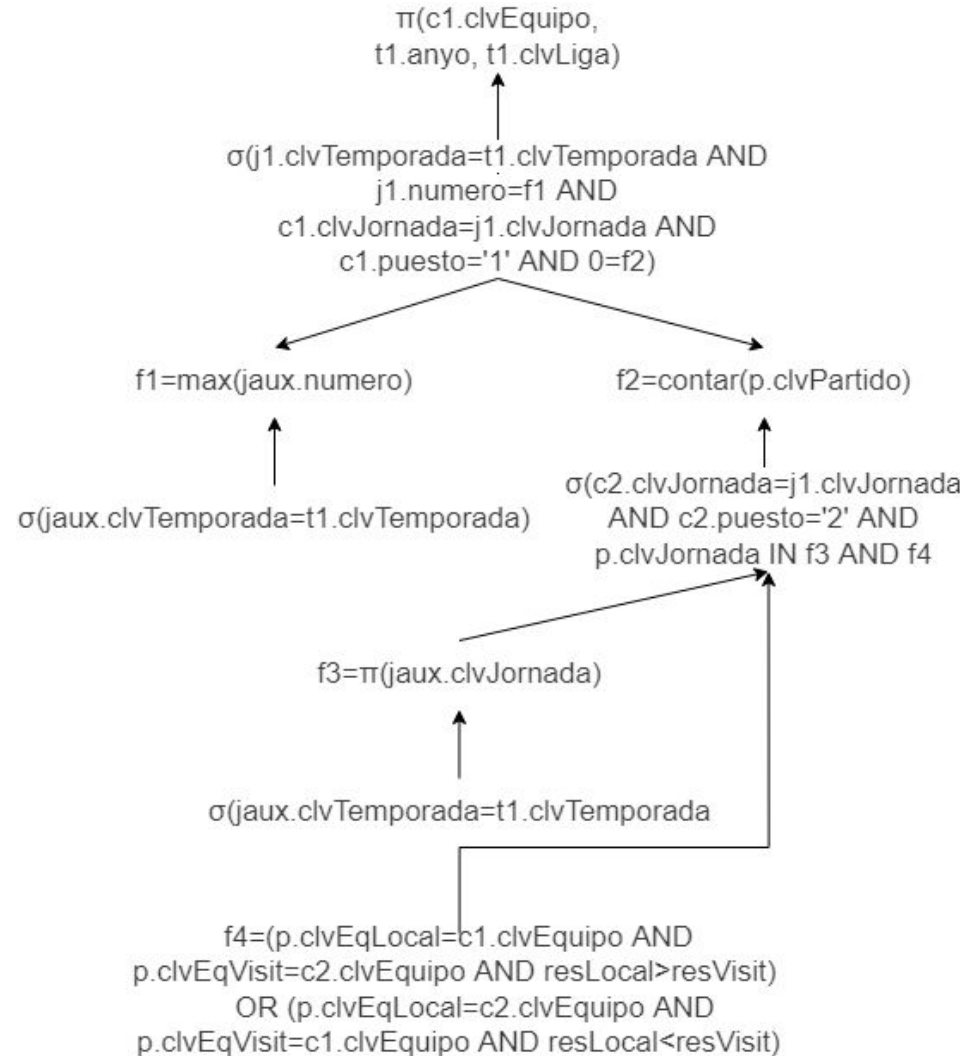 π(c1.clvEquipo,
t1.anyo, t1.clvLiga)
σ(j1.clvTemporada=t1.clvTemporada AND
j1.numero=f1 AND
c1.clvJornada=j1.clvJornada AND
c1.puesto='1' AND 0=f2)
f1=max(jaux.numero)
f2=contar(p.clvPartido)
σ(jaux.clvTemporada=t1.clvTemporada)
σ(c2.clvJornada=j1.clvJornada
AND c2.puesto='2' AND
p.clvJornada IN f3 AND f4
f3=π(jaux.clvJornada)
σ(jaux.clvTemporada=t1.clvTemporada
f4=(p.clvEqLocal=c1.clvEquipo AND
p.clvEqVisit=c2.clvEquipo AND resLocal>resVisit)
OR (p.clvEqLocal=c2.clvEquipo AND
p.clvEqVisit=c1.clvEquipo AND resLocal<resVisit)